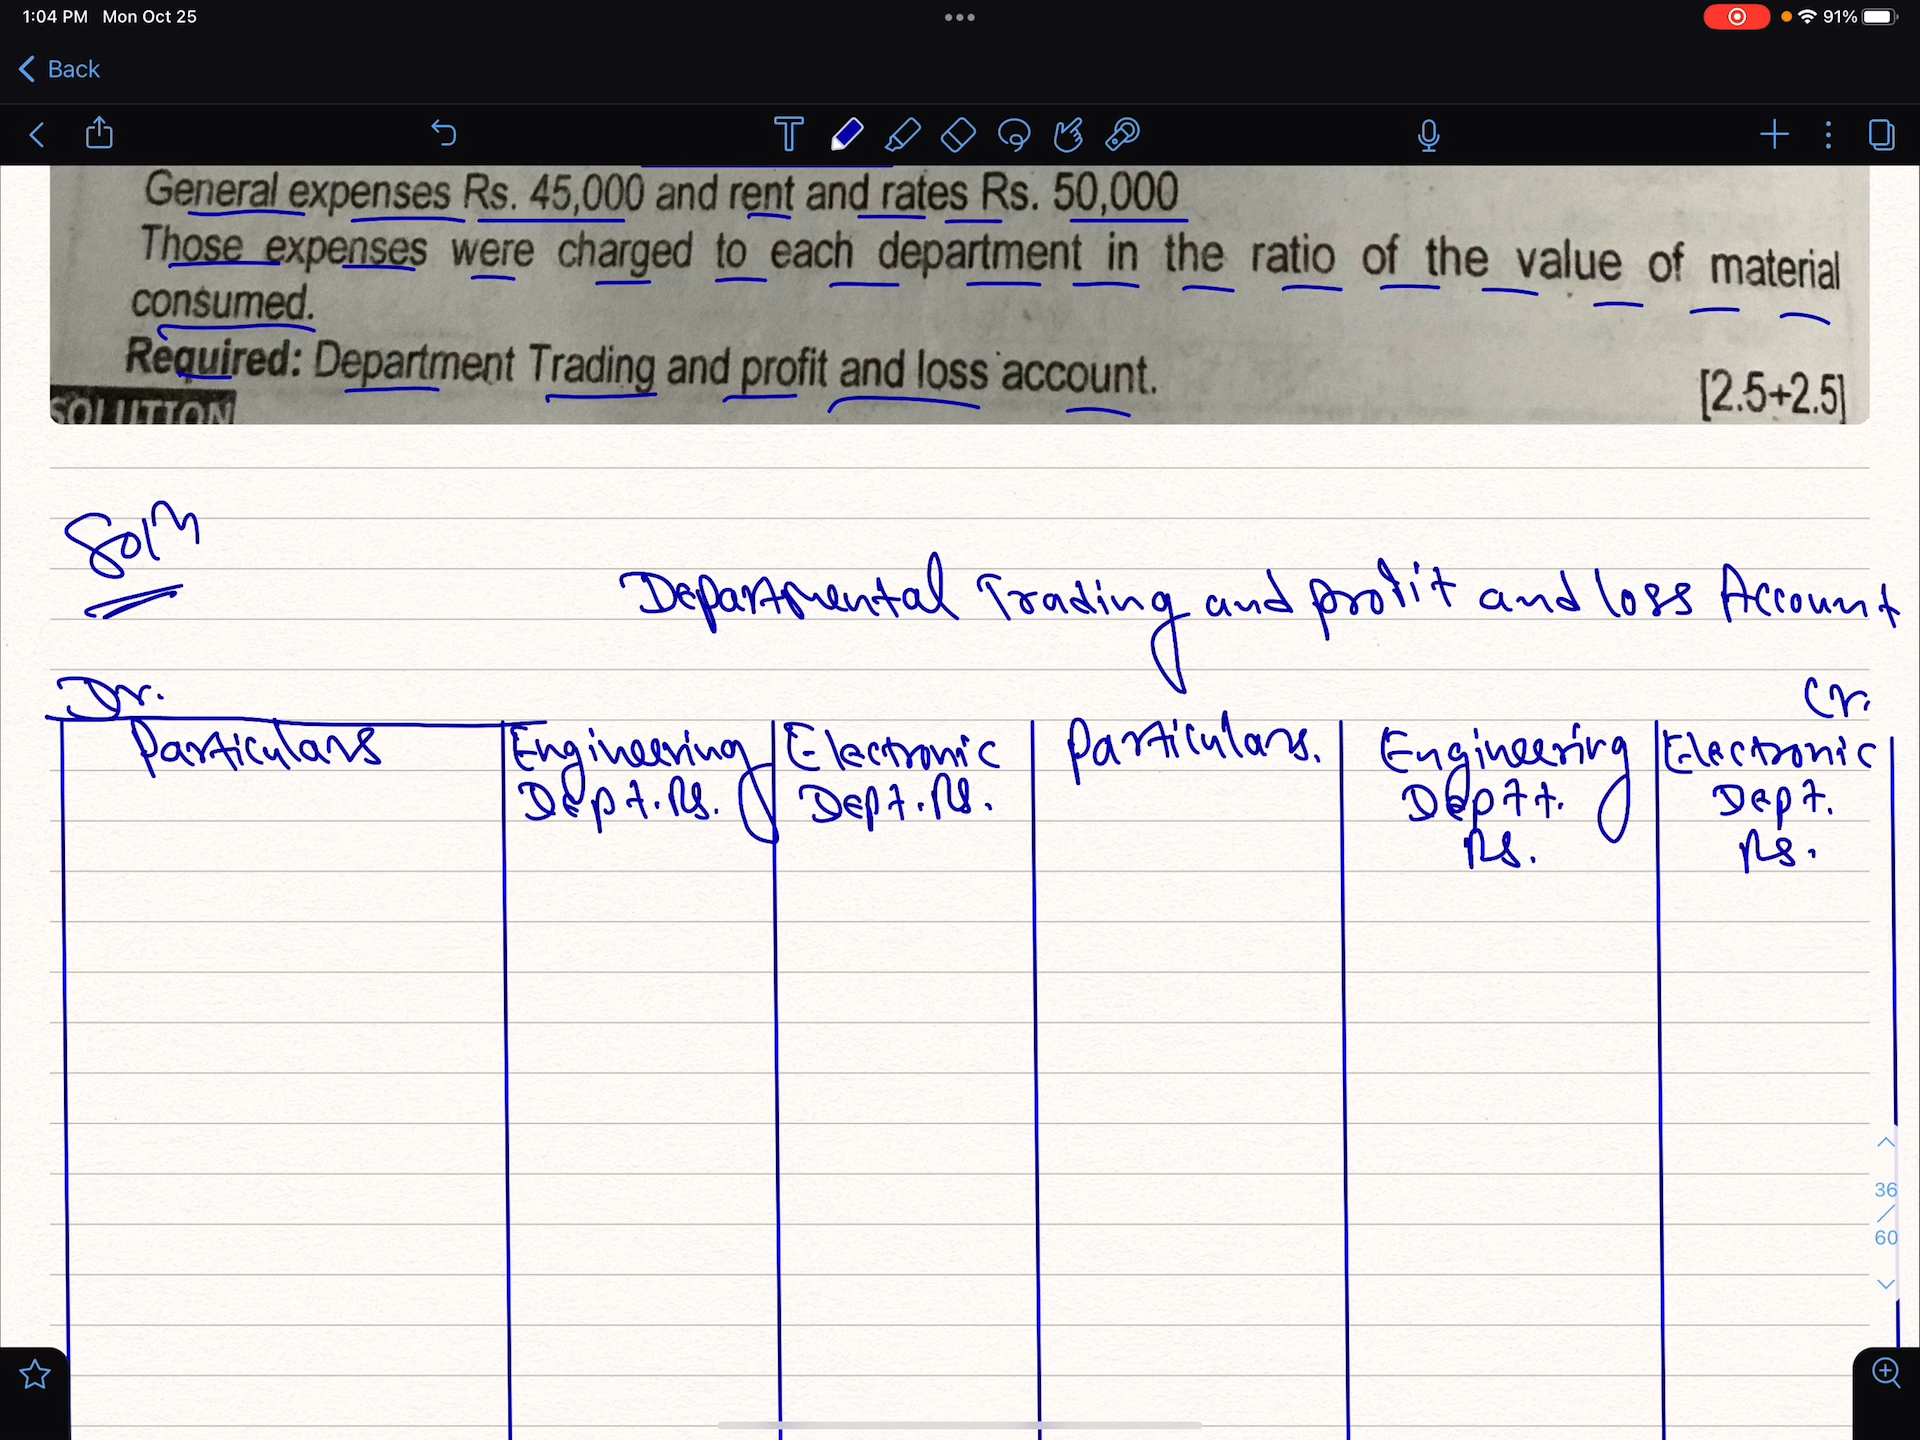 1:04 PM Mon Oct 25
91%
Back
General expenses Rs. 45,000 and rent and rates Rs. 50,000
Those expenses were charged to each department in the ratio of the value of material
consumed.
Required: Department Trading and profit and loss account.
[2.5+2.5]
SOLUTION
Soln
Departmental Trading and profit and loss Account
Dr.
Cr.
Particulars
Engineering
Dept. Rs.
Electronic
Dept. Rs.
Particulars.
Engineering
Deptt.
Rs.
Electronic
Dept.
Rs.
36
/
60